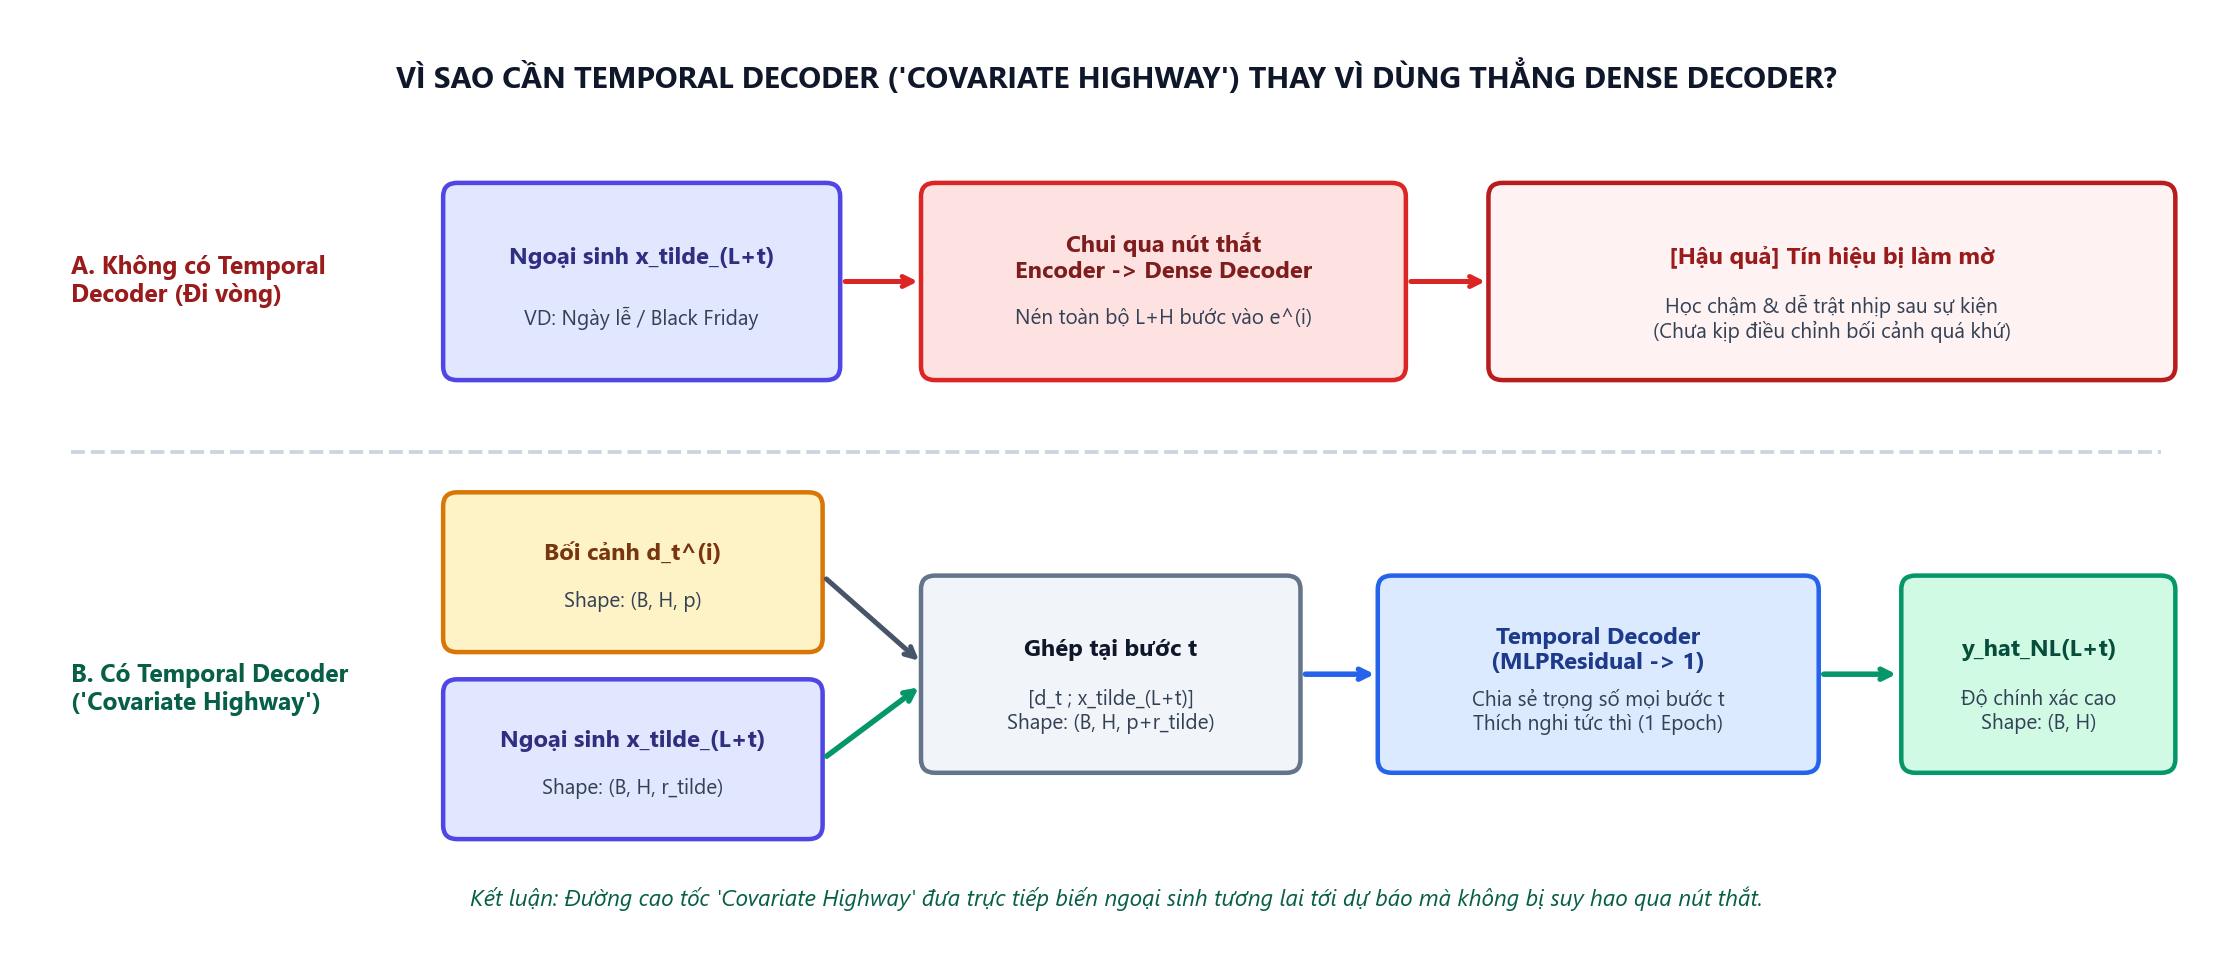 VÌ SAO CẦN TEMPORAL DECODER ('COVARIATE HIGHWAY') THAY VÌ DÙNG THẲNG DENSE DECODER?
A. Không có Temporal
Decoder (Đi vòng)
Ngoại sinh x_tilde_(L+t)
VD: Ngày lễ / Black Friday
Chui qua nút thắt
Encoder -> Dense Decoder
Nén toàn bộ L+H bước vào e^(i)
[Hậu quả] Tín hiệu bị làm mờ
Học chậm & dễ trật nhịp sau sự kiện
(Chưa kịp điều chỉnh bối cảnh quá khứ)
B. Có Temporal Decoder
('Covariate Highway')
Bối cảnh d_t^(i)
Shape: (B, H, p)
Ngoại sinh x_tilde_(L+t)
Shape: (B, H, r_tilde)
Ghép tại bước t
[d_t ; x_tilde_(L+t)]
Shape: (B, H, p+r_tilde)
Temporal Decoder
(MLPResidual -> 1)
Chia sẻ trọng số mọi bước t
Thích nghi tức thì (1 Epoch)
y_hat_NL(L+t)
Độ chính xác cao
Shape: (B, H)
Kết luận: Đường cao tốc 'Covariate Highway' đưa trực tiếp biến ngoại sinh tương lai tới dự báo mà không bị suy hao qua nút thắt.